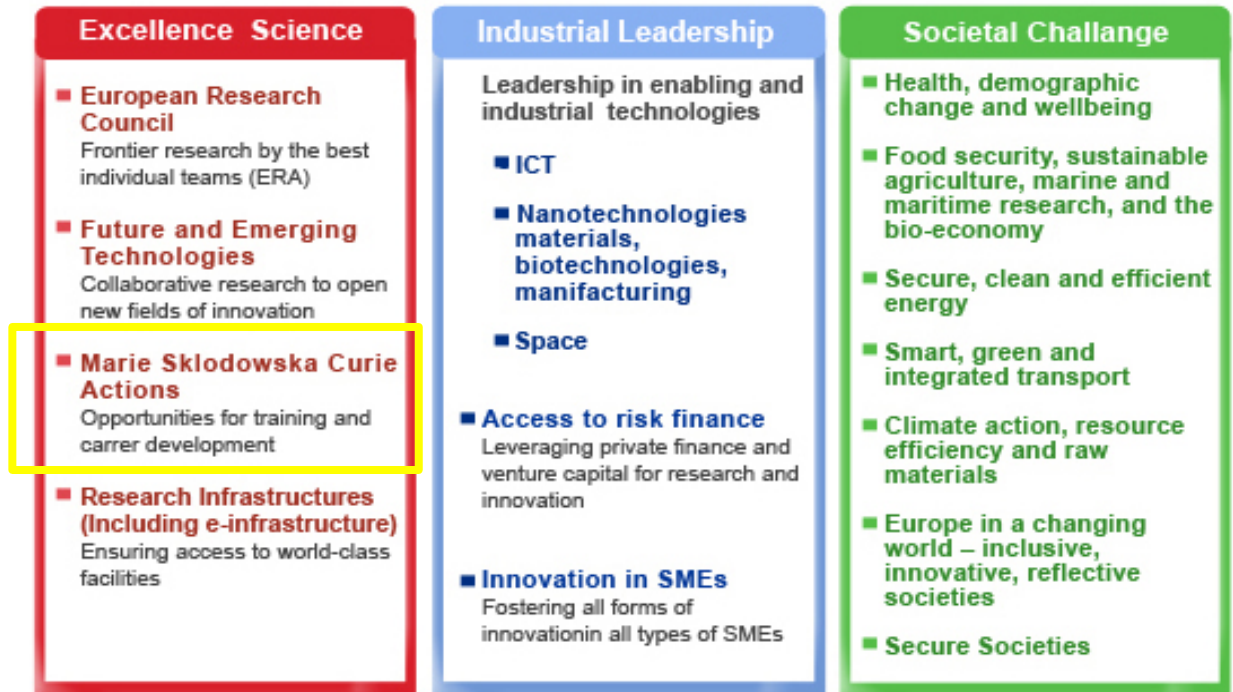 Excellence Science
European Research
Council
Frontier research by the best
individual teams (ERA)
Future and Emerging
Technologies
Collaborative research to open
new fields of innovation
Marie Sklodowska Curie
Actions
Opportunities for training and
carrer development
Research Infrastructures
(Including e-infrastructure)
Ensuring access to world-class
facilities
Industrial Leadership
Leadership in enabling and
industrial technologies
ICT
Nanotechnologies
materials,
biotechnologies,
manifacturing
Space
Access to risk finance
Leveraging private finance and
venture capital for research and
innovation
Innovation in SMEs
Fostering all forms of
innovationin all types of SMEs
Societal Challange
Health, demographic
change and wellbeing
Food security, sustainable
agriculture, marine and
maritime research, and the
bio-economy
Secure, clean and efficient
energy
Smart, green and
integrated transport
Climate action, resource
efficiency and raw
materials
Europe in a changing
world – inclusive,
innovative, reflective
societies
Secure Societies